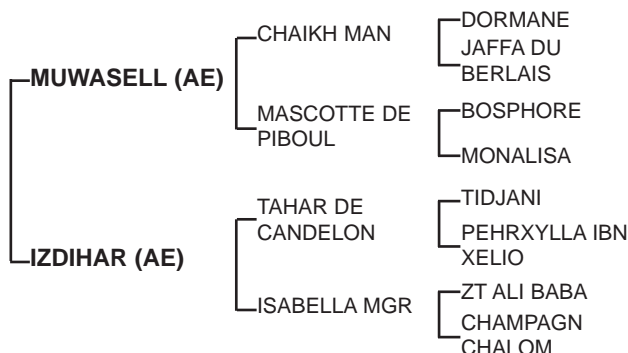 DORMANE
CHAIKH MAN
JAFFA DU
BERLAIS
MUWASELL (AE)
MASCOTTE DE
PIBOUL
BOSPHORE
MONALISA
TAHAR DE
CANDELON
TIDJANI
PEHRXYLLA IBN
XELIO
IZDIHAR (AE)
ISABELLA MGR
ZT ALI BABA
CHAMPAGN
CHALOM